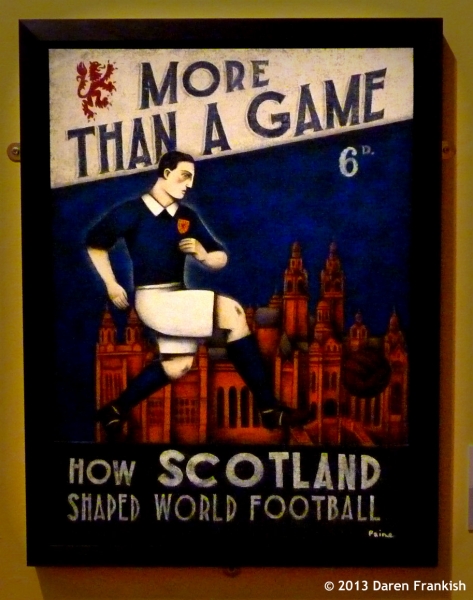 MORE
THAN A GAME
6D.
HOW SCOTLAND
SHAPED WORLD FOOTBALL
Paine
© 2013 Daren Frankish